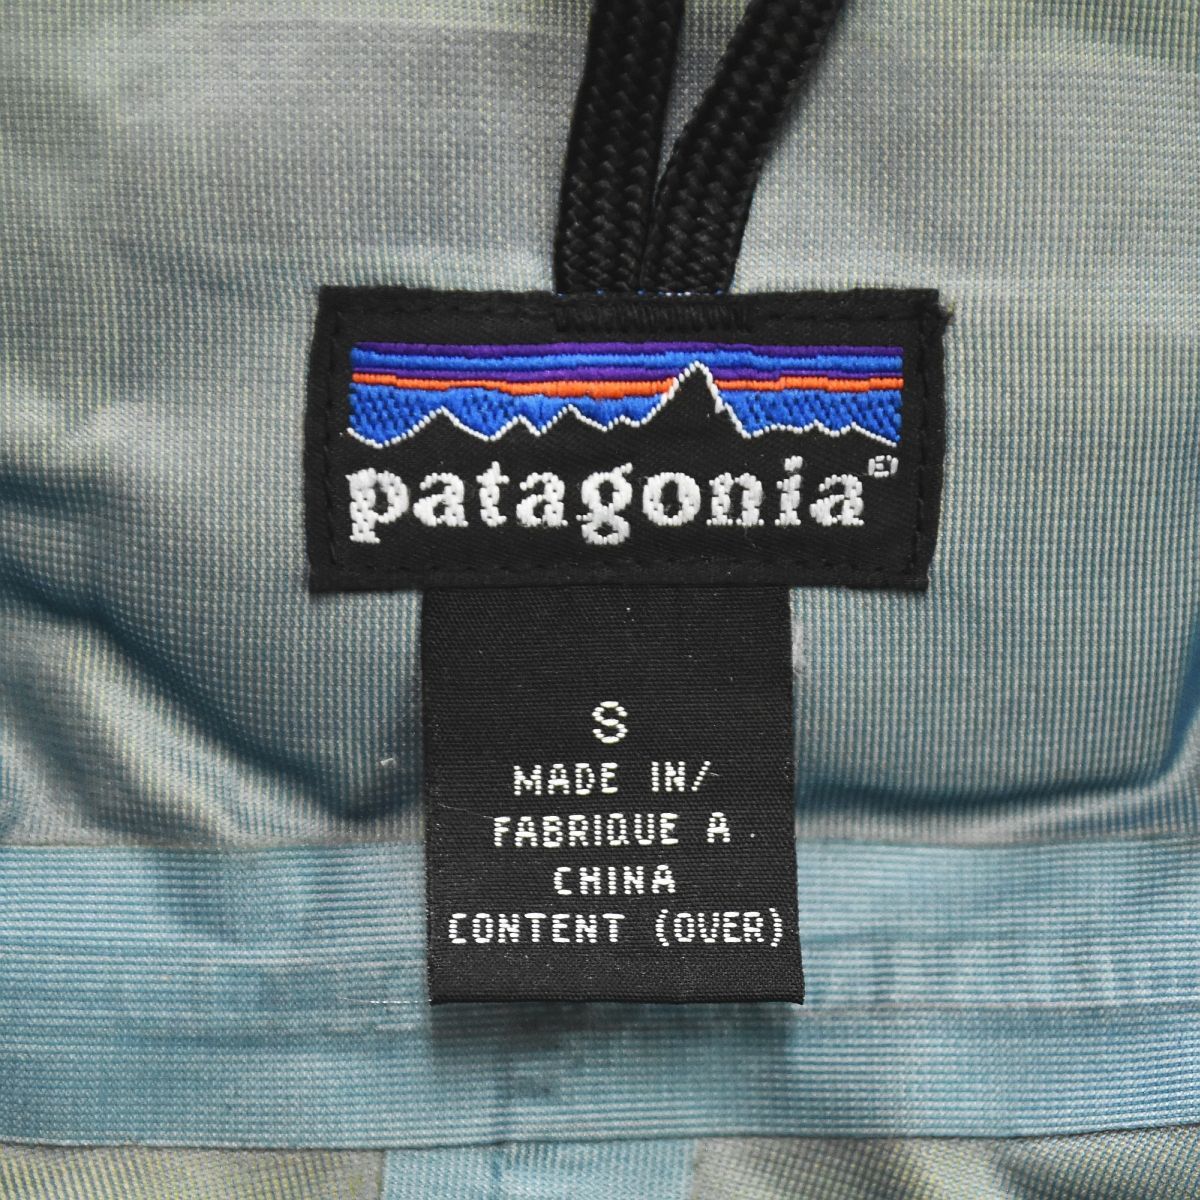 patagonia®
S
MADE IN/
FABRIQUE A
CHINA
CONTENT (OVER)